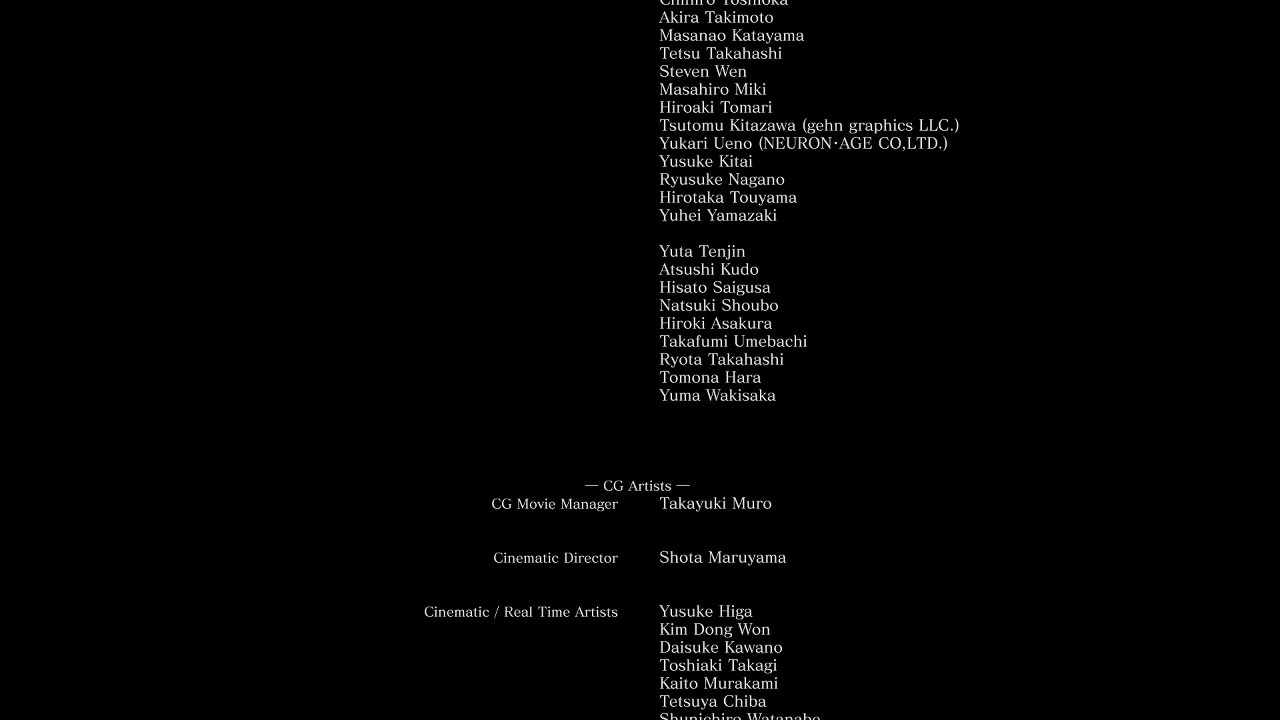 Chihiro Yoshioka
Akira Takimoto
Masanao Katayama
Tetsu Takahashi
Steven Wen
Masahiro Miki
Hiroaki Tomari
Tsutomu Kitazawa (gehn graphics LLC.)
Yukari Ueno (NEURON･AGE CO,LTD.)
Yusuke Kitai
Ryusuke Nagano
Hirotaka Touyama
Yuhei Yamazaki
Yuta Tenjin
Atsushi Kudo
Hisato Saigusa
Natsuki Shoubo
Hiroki Asakura
Takafumi Umebachi
Ryota Takahashi
Tomona Hara
Yuma Wakisaka
— CG Artists —
CG Movie Manager Takayuki Muro
Cinematic Director Shota Maruyama
Cinematic / Real Time Artists Yusuke Higa
Kim Dong Won
Daisuke Kawano
Toshiaki Takagi
Kaito Murakami
Tetsuya Chiba
Shunichiro Watanabe